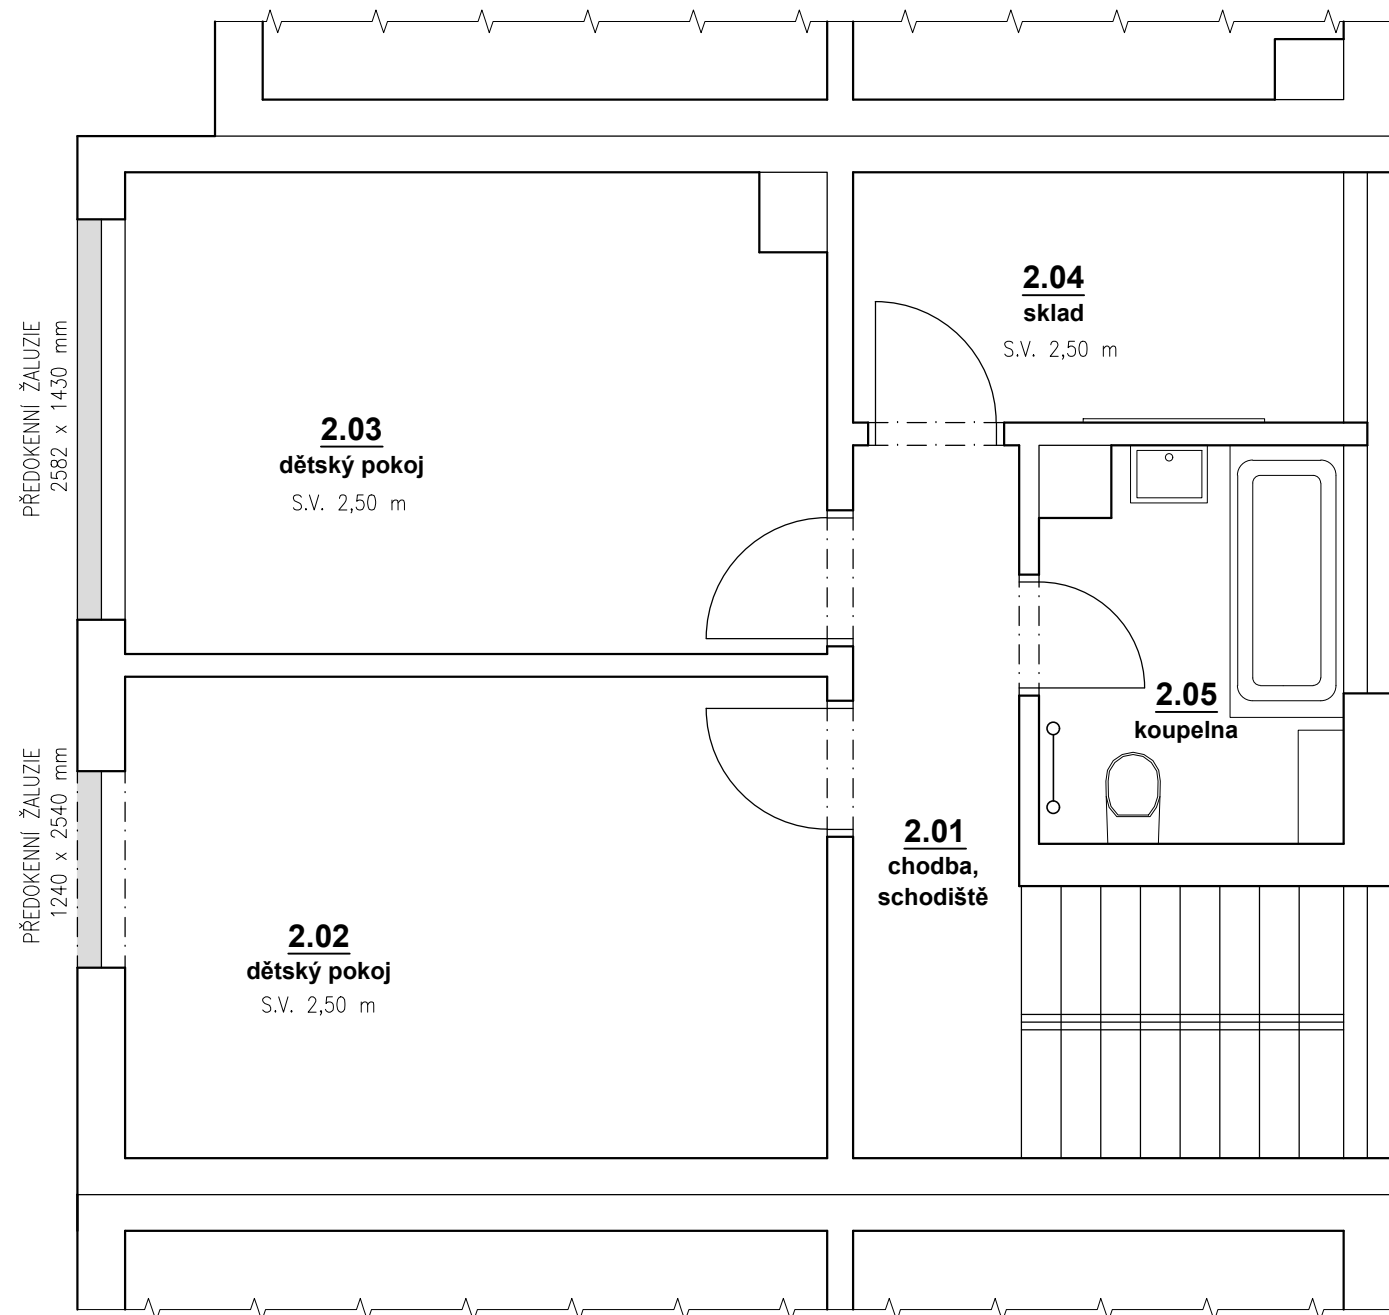 2.04
sklad
S.V. 2,50 m
PŘEDOKENNÍ ŽALUZIE
2582 x 1430 mm
2.03
dětský pokoj
S.V. 2,50 m
2.05
koupelna
PŘEDOKENNÍ ŽALUZIE
1240 x 2540 mm
2.01
chodba,
schodiště
2.02
dětský pokoj
S.V. 2,50 m